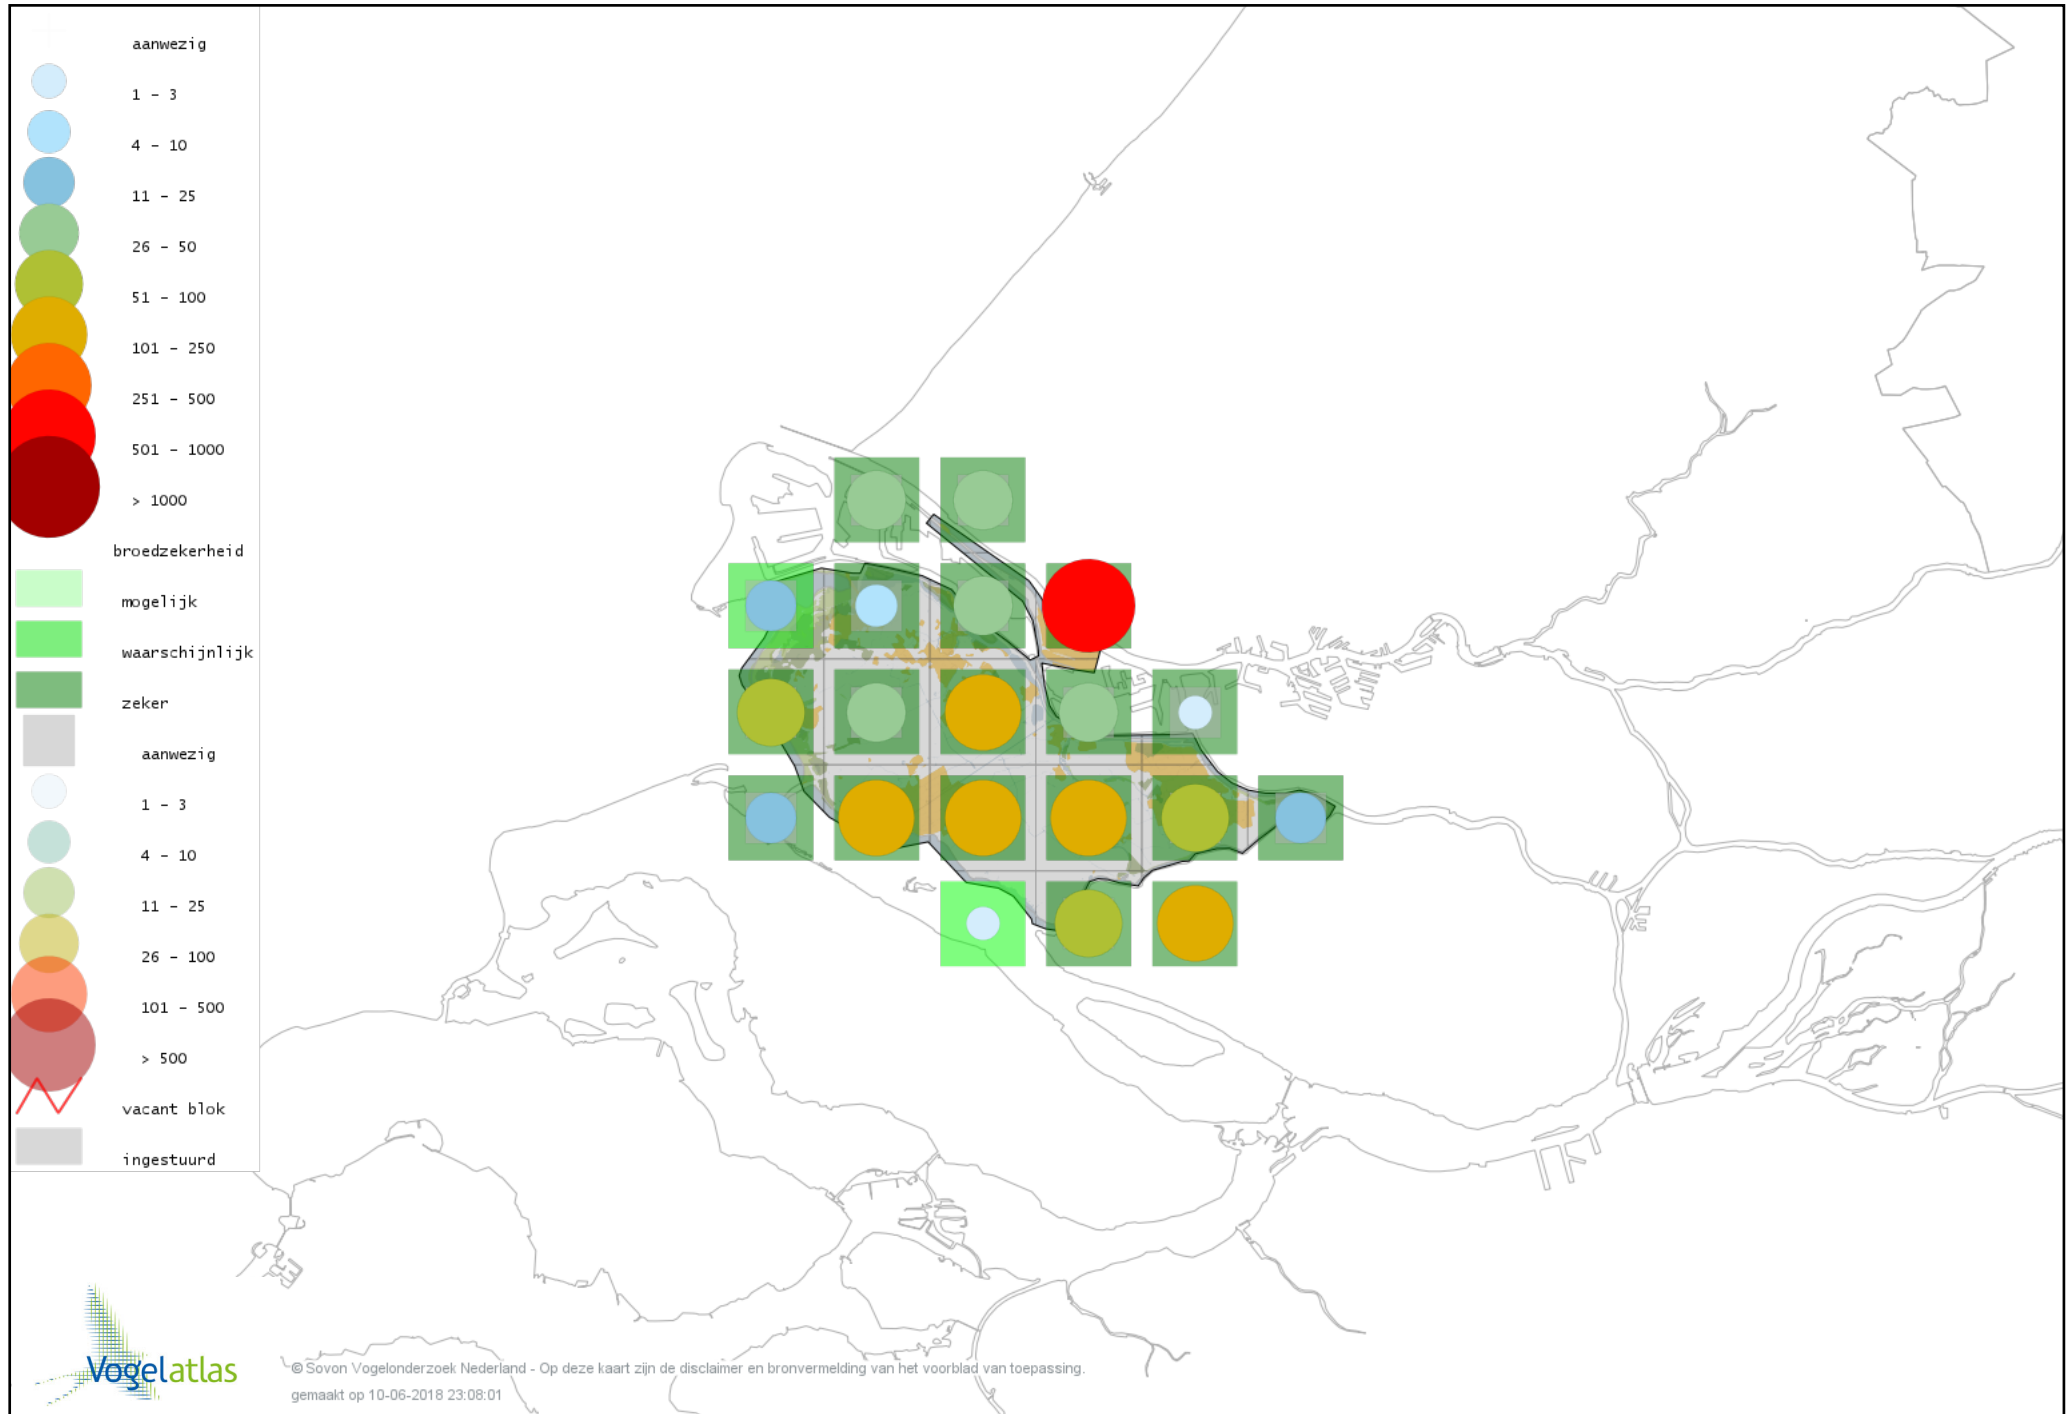 aanwezig
1 - 3
4 - 10
11 - 25
26 - 50
51 - 100
101 - 250
251 - 500
501 - 1000
> 1000
broedzekerheid
mogelijk
waarschijnlijk
zeker
aanwezig
1 - 3
4 - 10
11 - 25
26 - 100
101 - 500
> 500
vacant blok
ingestuurd
Vogelatlas
© Sovon Vogelonderzoek Nederland - Op deze kaart zijn de disclaimer en bronvermelding van het voorblad van toepassing.
gemaakt op 10-06-2018 23:08:01